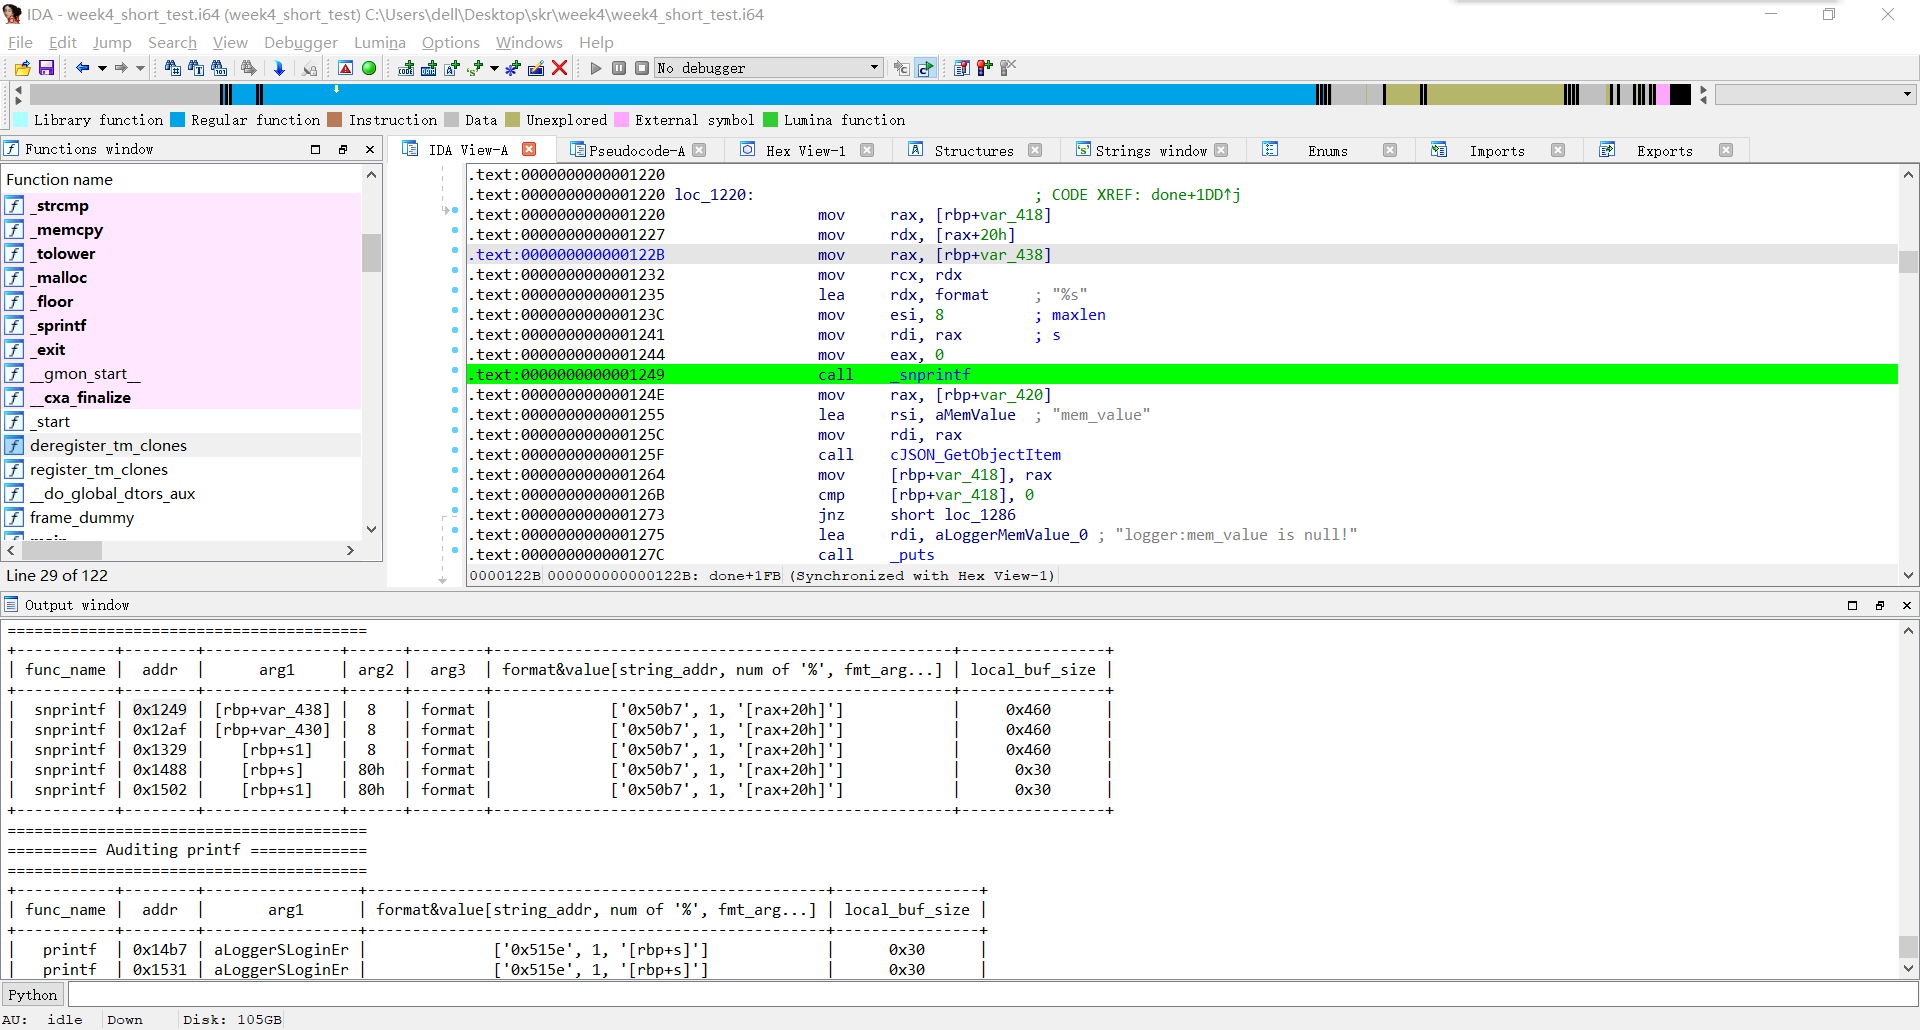 IDA - week4_short_test.i64 (week4_short_test) C:\Users\dell\Desktop\skr\week4\week4_short_test.i64
File Edit Jump Search View Debugger Lumina Options Windows Help
No debugger
Library function Regular function Instruction Data Unexplored External symbol Lumina function
Functions window
Function name
_strcmp
_memcpy
_tolower
_malloc
_floor
_sprintf
_exit
__gmon_start__
__cxa_finalize
_start
deregister_tm_clones
register_tm_clones
__do_global_dtors_aux
frame_dummy
main
Line 29 of 122
IDA View-A Pseudocode-A Hex View-1 Structures Strings window Enums Imports Exports
.text:0000000000001220
.text:0000000000001220 loc_1220: ; CODE XREF: done+1DD↑j
.text:0000000000001220 mov rax, [rbp+var_418]
.text:0000000000001227 mov rdx, [rax+20h]
.text:000000000000122B mov rax, [rbp+var_438]
.text:0000000000001232 mov rcx, rdx
.text:0000000000001235 lea rdx, format ; "%s"
.text:000000000000123C mov esi, 8 ; maxlen
.text:0000000000001241 mov rdi, rax ; s
.text:0000000000001244 mov eax, 0
.text:0000000000001249 call _snprintf
.text:000000000000124E mov rax, [rbp+var_420]
.text:0000000000001255 lea rsi, aMemValue ; "mem_value"
.text:000000000000125C mov rdi, rax
.text:000000000000125F call cJSON_GetObjectItem
.text:0000000000001264 mov [rbp+var_418], rax
.text:000000000000126B cmp [rbp+var_418], 0
.text:0000000000001273 jnz short loc_1286
.text:0000000000001275 lea rdi, aLoggerMemValue_0 ; "logger:mem_value is null!"
.text:000000000000127C call _puts
0000122B 000000000000122B: done+1FB (Synchronized with Hex View-1)
Output window
========================================
| func_name | addr | arg1 | arg2 | arg3 | format&value[string_addr, num of '%', fmt_arg...] | local_buf_size |
| snprintf | 0x1249 | [rbp+var_438] | 8 | format | ['0x50b7', 1, '[rax+20h]'] | 0x460 |
| snprintf | 0x12af | [rbp+var_430] | 8 | format | ['0x50b7', 1, '[rax+20h]'] | 0x460 |
| snprintf | 0x1329 | [rbp+s1] | 8 | format | ['0x50b7', 1, '[rax+20h]'] | 0x460 |
| snprintf | 0x1488 | [rbp+s] | 80h | format | ['0x50b7', 1, '[rax+20h]'] | 0x30 |
| snprintf | 0x1502 | [rbp+s1] | 80h | format | ['0x50b7', 1, '[rax+20h]'] | 0x30 |
========================================
========== Auditing printf =============
========================================
| func_name | addr | arg1 | format&value[string_addr, num of '%', fmt_arg...] | local_buf_size |
| printf | 0x14b7 | aLoggerSLoginEr | ['0x515e', 1, '[rbp+s]'] | 0x30 |
| printf | 0x1531 | aLoggerSLoginEr | ['0x515e', 1, '[rbp+s]'] | 0x30 |
Python
AU: idle Down Disk: 105GB